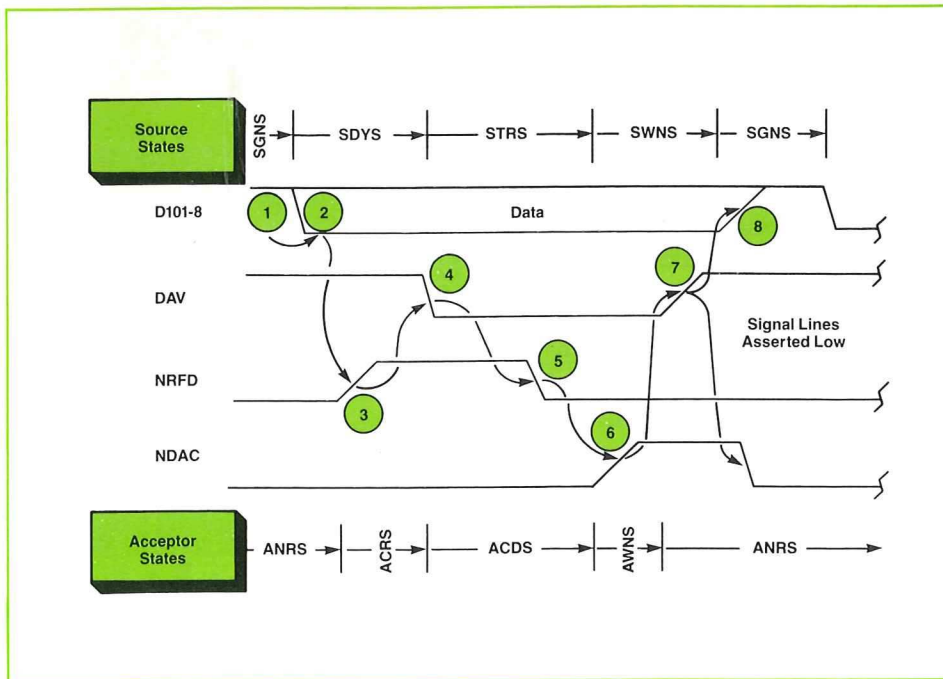 Source
States
SGNS
SDYS
STRS
SWNS
SGNS
D101-8
1
2
Data
8
DAV
4
7
Signal Lines
Asserted Low
NRFD
3
5
NDAC
6
Acceptor
States
ANRS
ACRS
ACDS
AWNS
ANRS